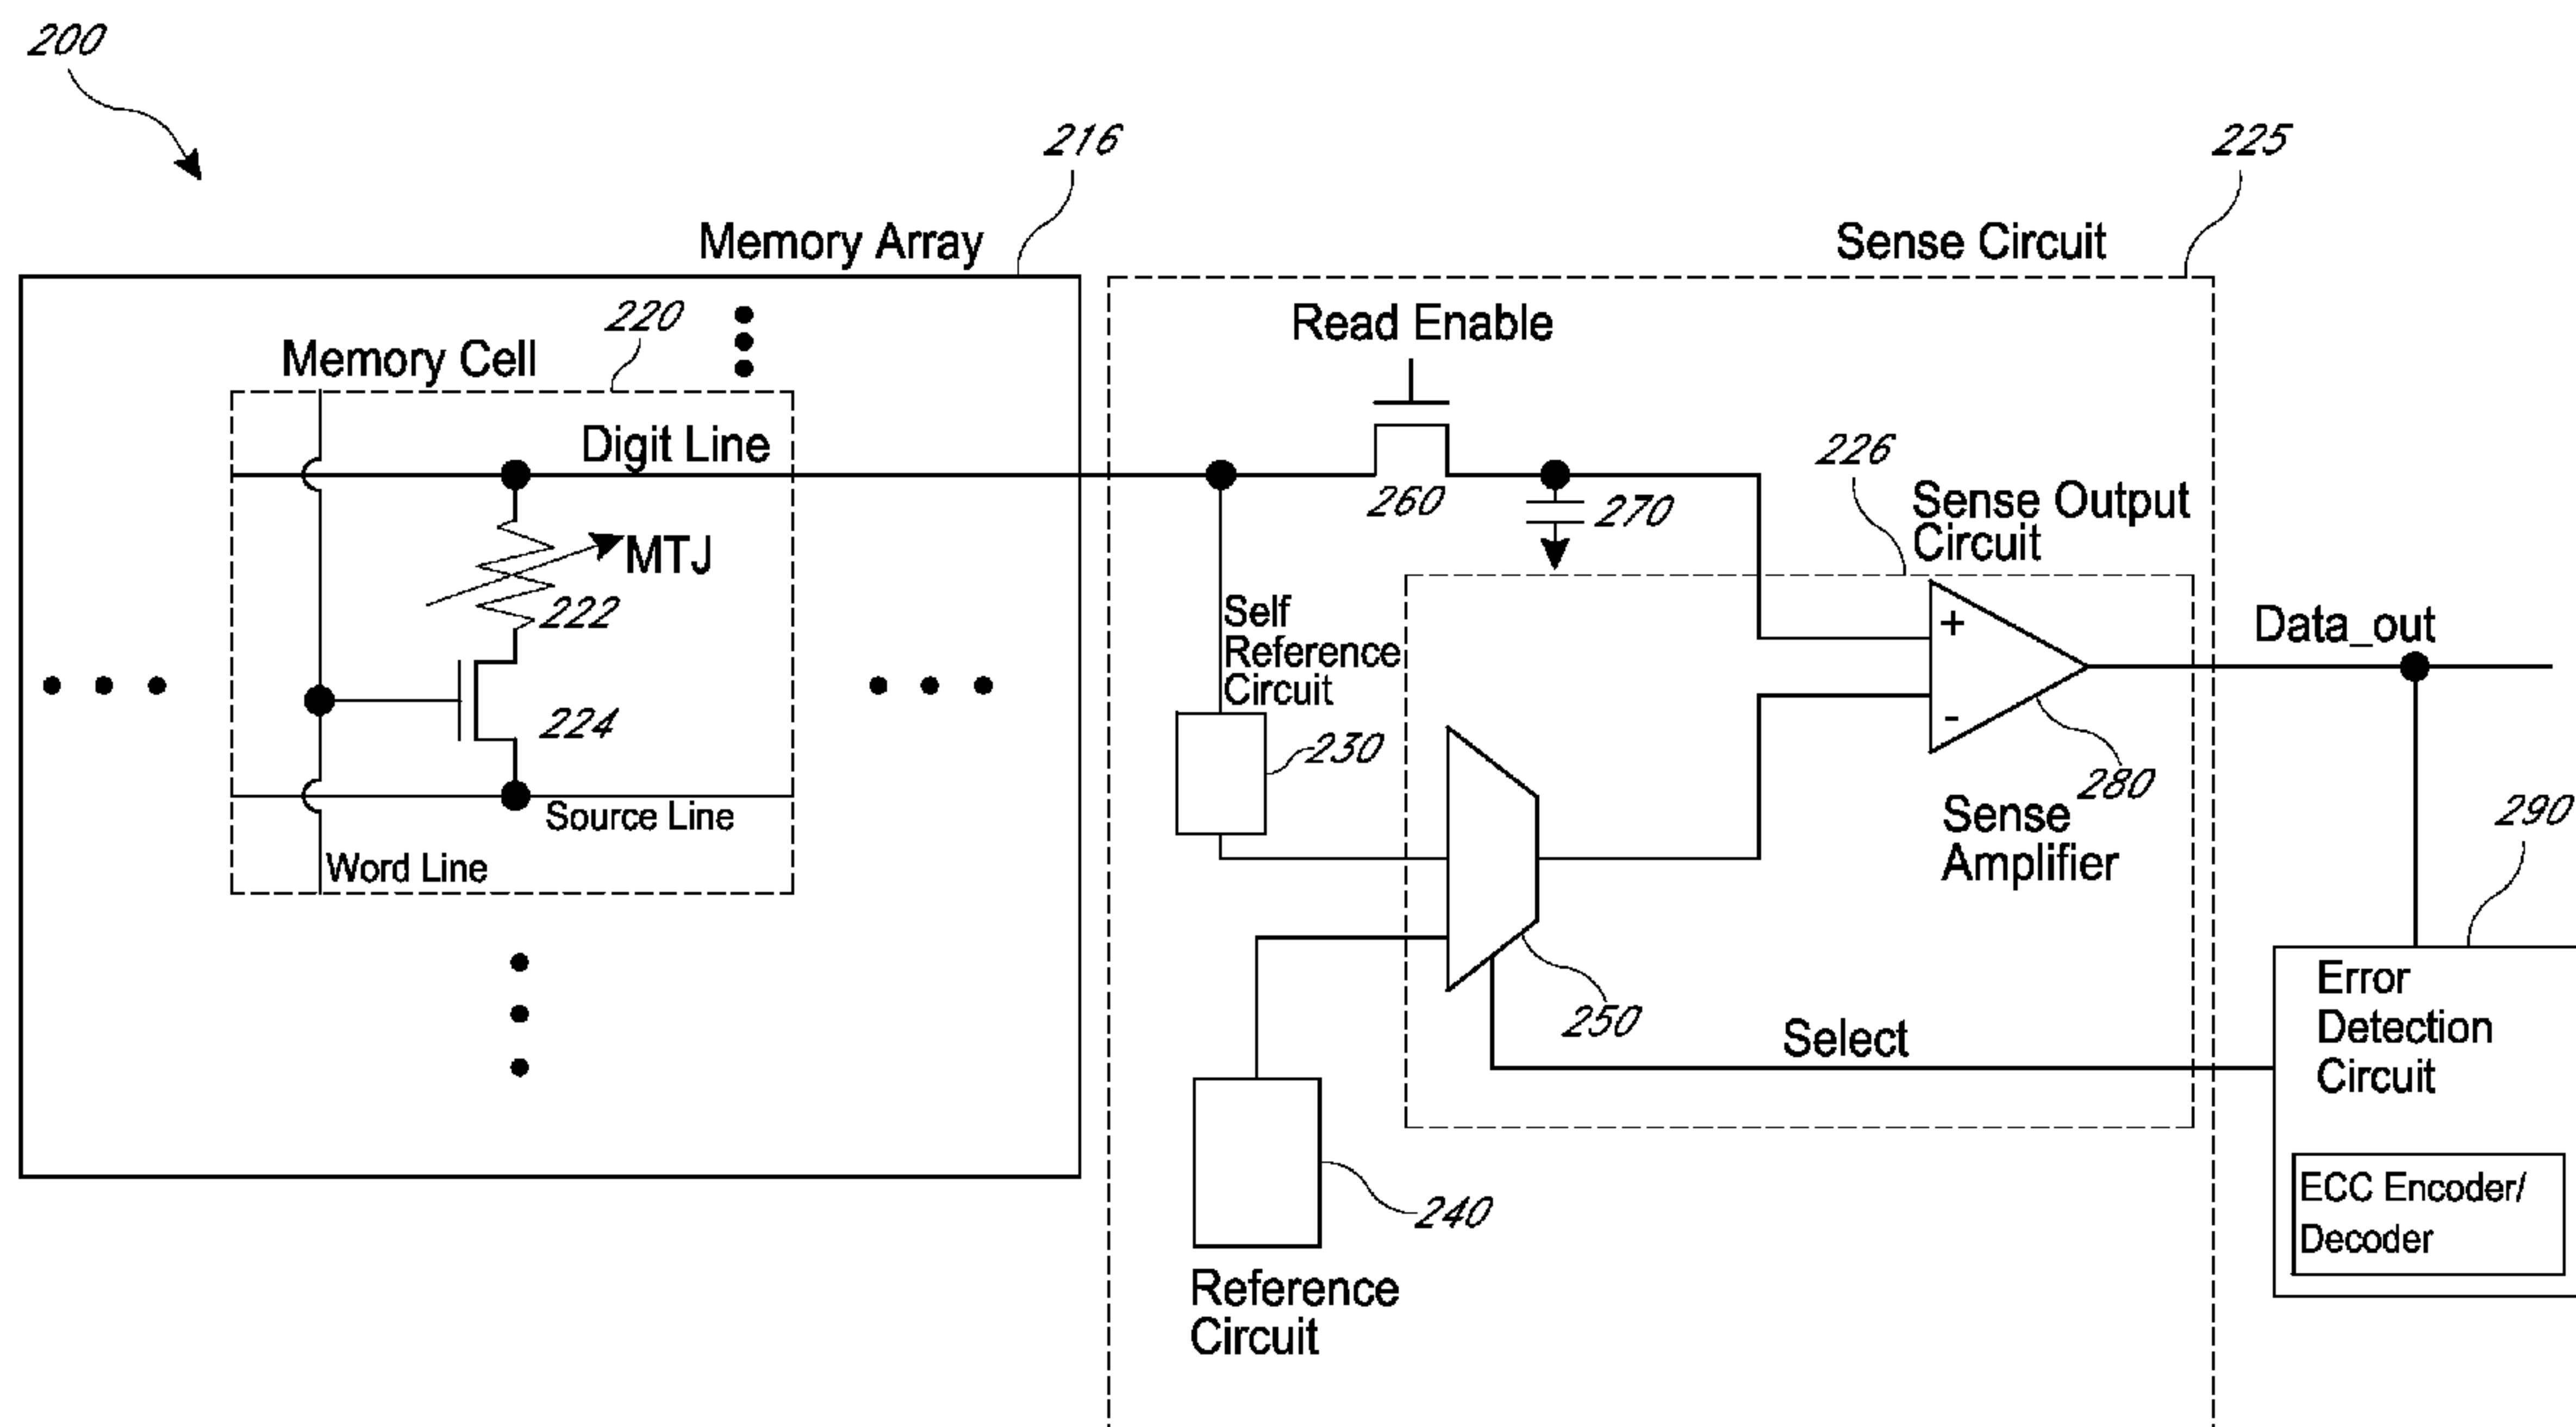 200
216
225
Memory Array
Sense Circuit
220
Read Enable
Memory Cell
Digit Line
226
260
270
Sense Output
Circuit
MTJ
222
Self
Reference
Circuit
+
Data_out
224
230
-
280
Source Line
Sense
Amplifier
290
Word Line
Error
Detection
Circuit
250
Select
ECC Encoder/
Decoder
240
Reference
Circuit